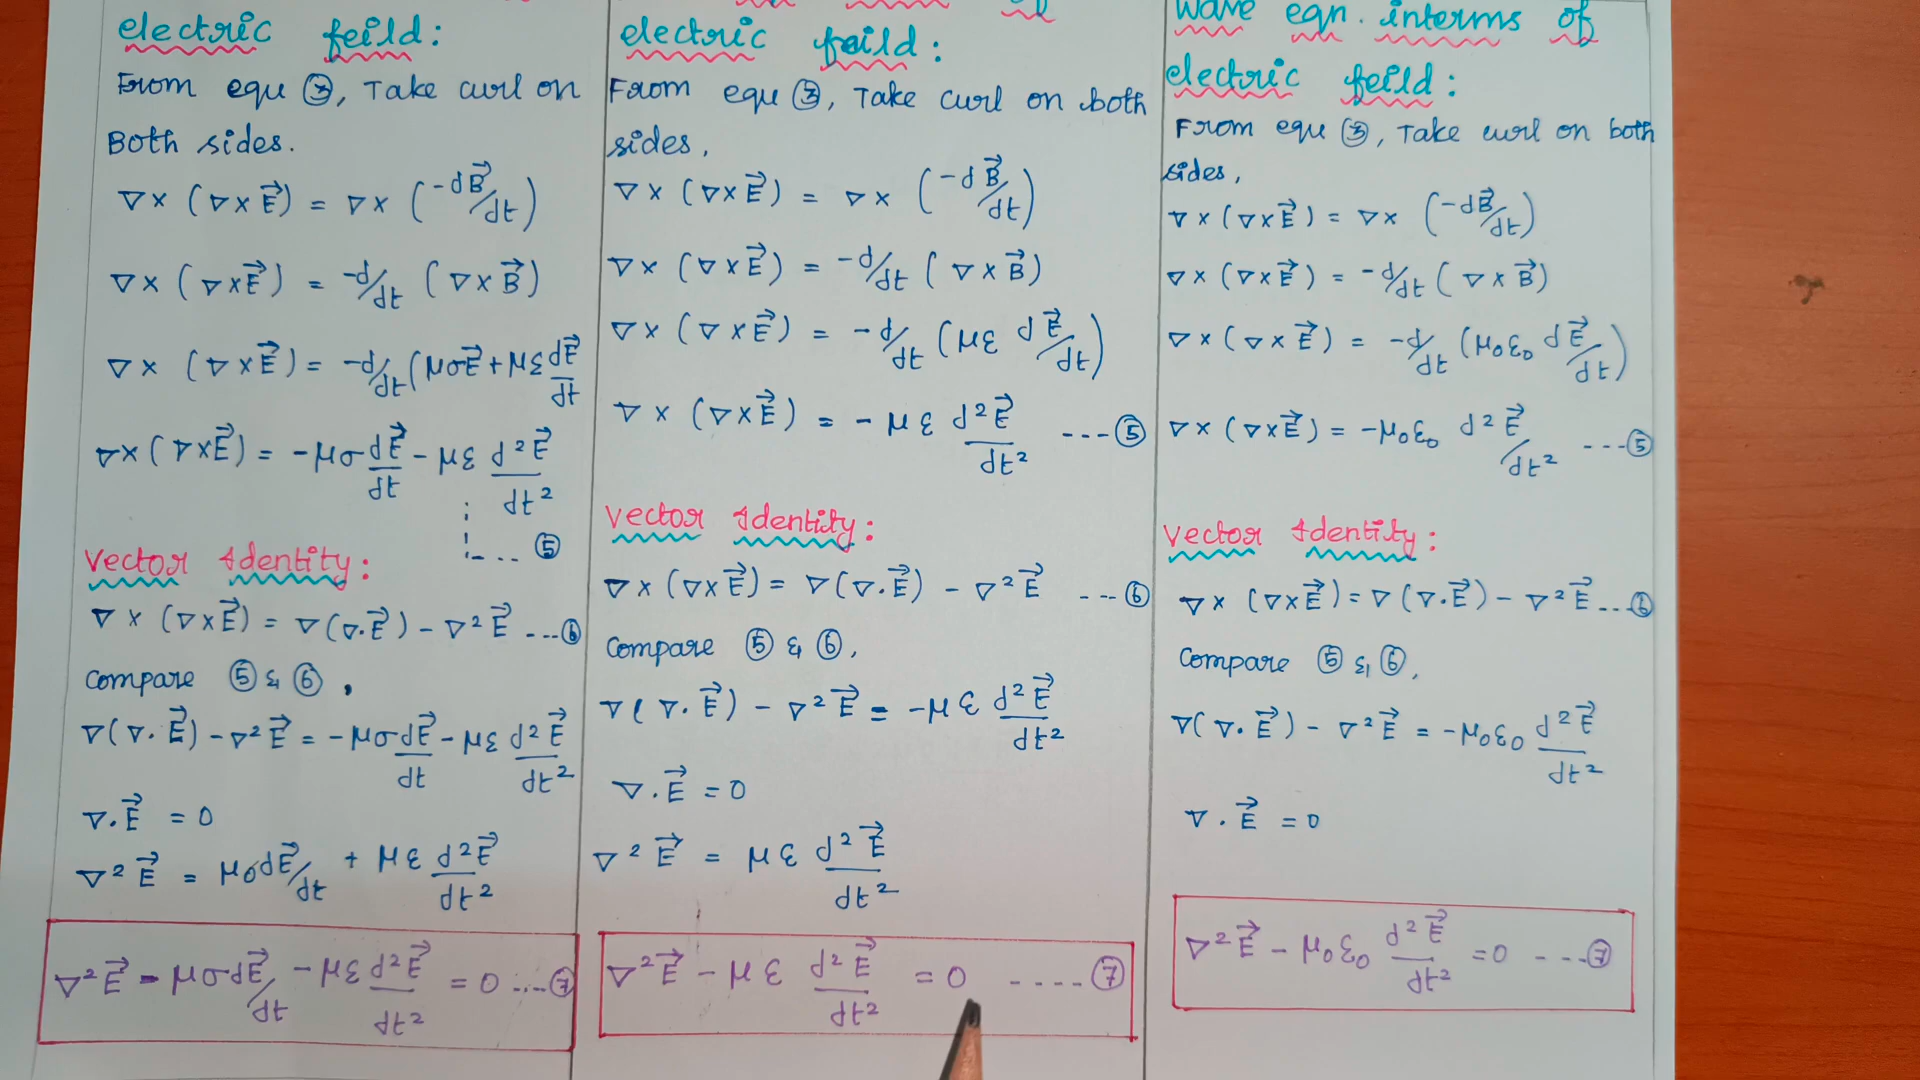 electric feild:
From equ ③, Take curl on
Both sides.
∇× (∇×E⃗) = ∇× (-dB⃗/dt)
∇× (∇×E⃗) = -d/dt (∇×B⃗)
∇× (∇×E⃗) = -d/dt (μσE⃗ + με dE⃗/dt
∇×(∇×E⃗) = -μσ dE⃗/dt - με d²E⃗/dt²
--- ⑤
Vector Identity:
∇ × (∇×E⃗) = ∇(∇.E⃗) - ∇²E⃗ ---⑥
Compare ⑤ & ⑥,
∇(∇.E⃗) - ∇²E⃗ = -μσ dE⃗/dt - με d²E⃗/dt²
∇.E⃗ = 0
∇²E⃗ = μσdE⃗/dt + με d²E⃗/dt²
∇²E⃗ - μσdE⃗/dt - με d²E⃗/dt² = 0 ---⑦
electric feild:
From equ ③, Take curl on both
sides,
∇× (∇×E⃗) = ∇× (-dB⃗/dt)
∇× (∇×E⃗) = -d/dt (∇×B⃗)
∇× (∇×E⃗) = -d/dt (με dE⃗/dt)
∇× (∇×E⃗) = -με d²E⃗/dt² ---⑤
Vector Identity:
∇× (∇×E⃗) = ∇(∇.E⃗) - ∇²E⃗ ---⑥
Compare ⑤ & ⑥,
∇(∇.E⃗) - ∇²E⃗ = -με d²E⃗/dt²
∇.E⃗ = 0
∇²E⃗ = με d²E⃗/dt²
∇²E⃗ - με d²E⃗/dt² = 0 ----⑦
Wave eqn. interms of
electric feild:
From equ ③, Take curl on both
sides,
∇×(∇×E⃗) = ∇× (-dB⃗/dt)
∇×(∇×E⃗) = -d/dt (∇×B⃗)
∇×(∇×E⃗) = -d/dt (μ₀ε₀ dE⃗/dt)
∇×(∇×E⃗) = -μ₀ε₀ d²E⃗/dt² ---⑤
Vector Identity:
∇× (∇×E⃗) = ∇(∇.E⃗) - ∇²E⃗ ---⑥
Compare ⑤ & ⑥,
∇(∇.E⃗) - ∇²E⃗ = -μ₀ε₀ d²E⃗/dt²
∇.E⃗ = 0
∇²E⃗ - μ₀ε₀ d²E⃗/dt² = 0 ---⑦